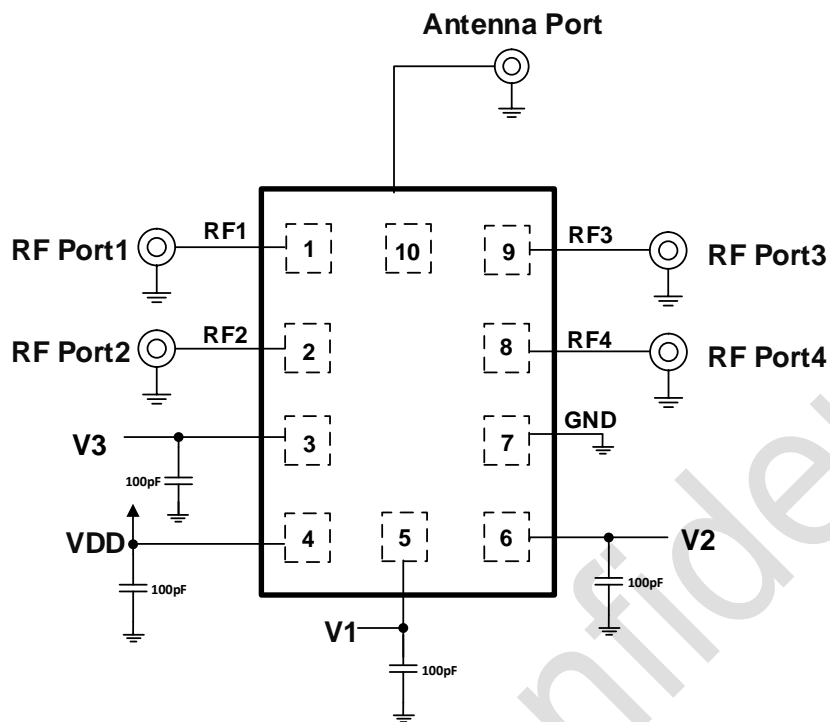 Antenna Port
RF Port1
RF1
1
10
9
RF3
RF Port3
RF Port2
RF2
2
8
RF4
RF Port4
V3
3
7
GND
100pF
VDD
4
5
6
V2
100pF
100pF
V1
100pF
nfide